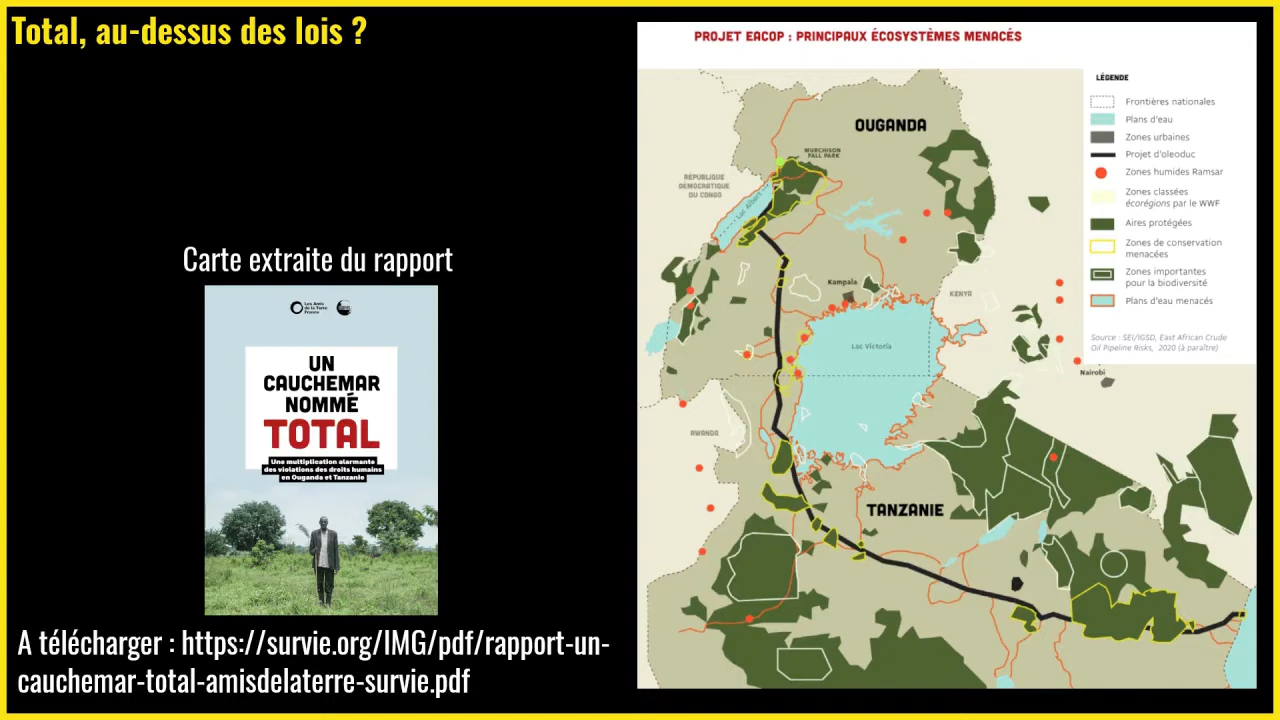 Total, au-dessus des lois ?
Carte extraite du rapport
Les Amis
de la Terre
France
UN
CAUCHEMAR
NOMMÉ
TOTAL
Une multiplication alarmante
des violations des droits humains
en Ouganda et Tanzanie
A télécharger : https://survie.org/IMG/pdf/rapport-un-
cauchemar-total-amisdelaterre-survie.pdf
PROJET EACOP : PRINCIPAUX ÉCOSYSTÈMES MENACÉS
OUGANDA
MURCHISON
FALL PARK
RÉPUBLIQUE
DÉMOCRATIQUE
DU CONGO
Lac Albert
Kampala
KENYA
Lac Victoria
Nairobi
RWANDA
TANZANIE
LÉGENDE
Frontières nationales
Plans d'eau
Zones urbaines
Projet d'oleoduc
Zones humides Ramsar
Zones classées
écorégions par le WWF
Aires protégées
Zones de conservation
menacées
Zones importantes
pour la biodiversité
Plans d'eau menacés
Source : SEI/IGSD, East African Crude
Oil Pipeline Risks, 2020 (à paraître)